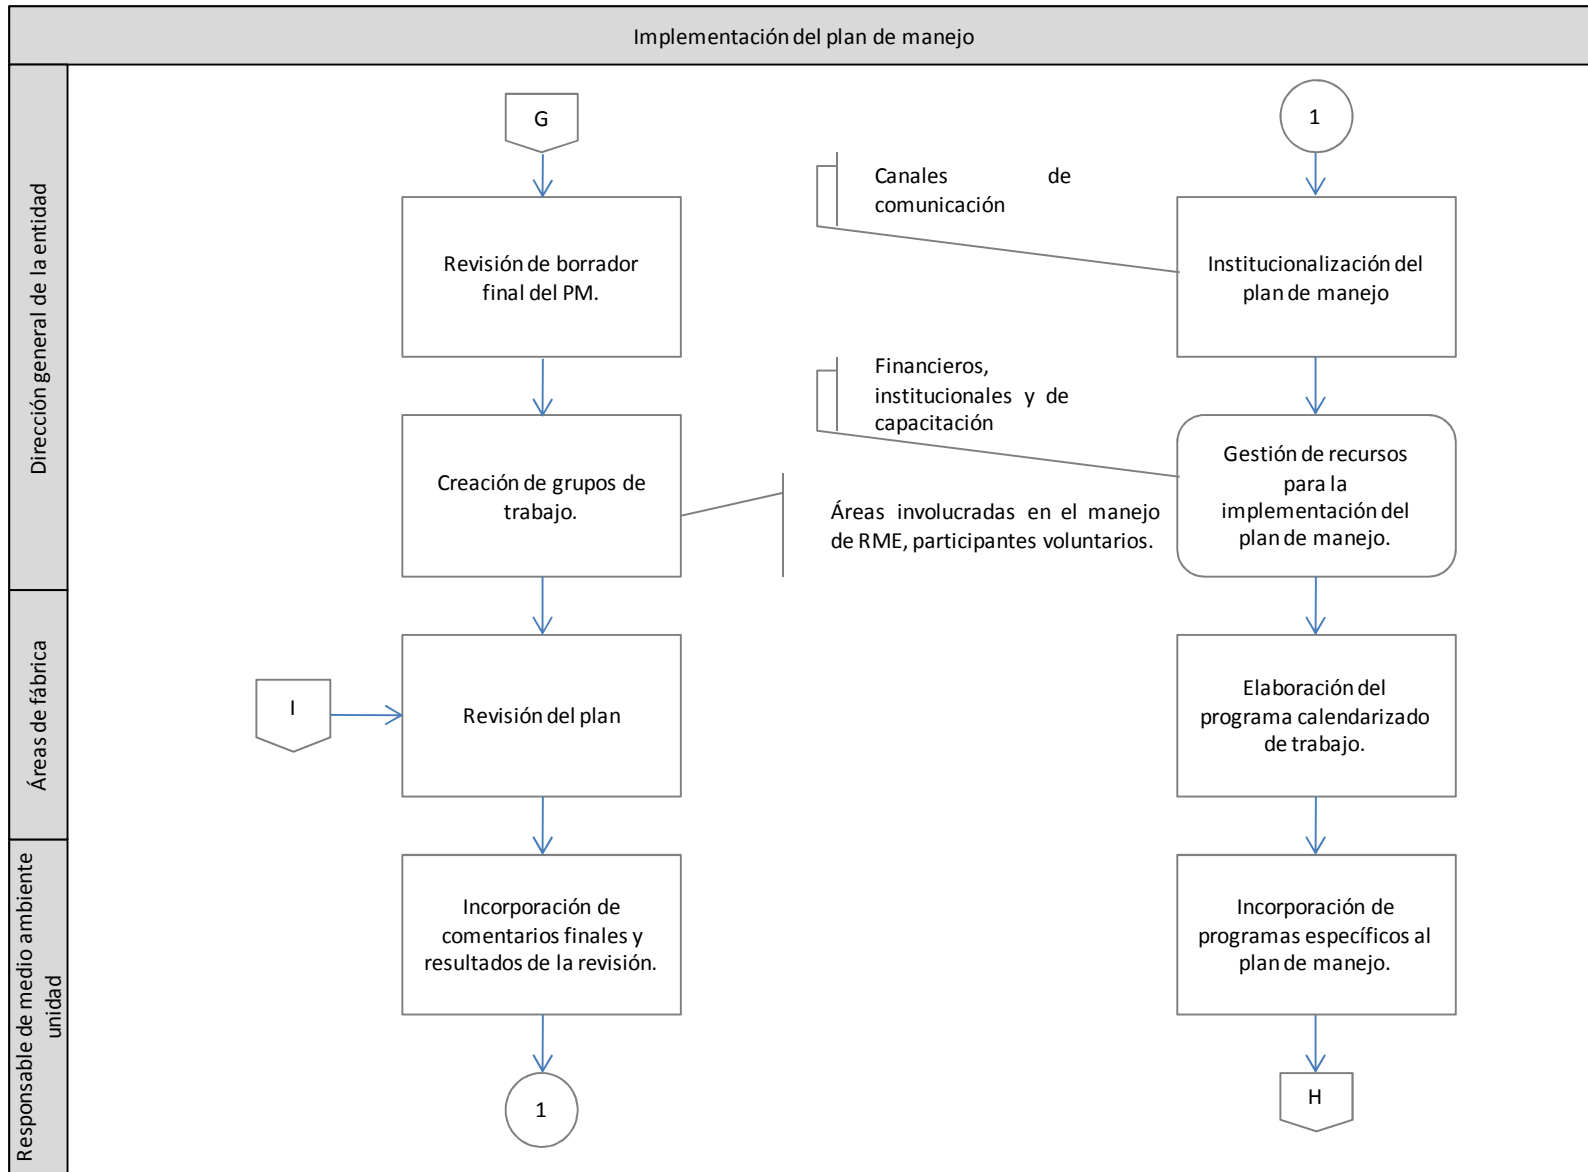 Implementación del plan de manejo
Dirección general de la entidad
G
Revisión de borrador
final del PM.
Creación de grupos de
trabajo.
Áreas involucradas en el manejo
de RME, participantes voluntarios.
1
Canales de
comunicación
Institucionalización del
plan de manejo
Financieros,
institucionales y de
capacitación
Gestión de recursos
para la
implementación del
plan de manejo.
Áreas de fábrica
I
Revisión del plan
Elaboración del
programa calendarizado
de trabajo.
Responsable de medio ambiente
unidad
Incorporación de
comentarios finales y
resultados de la revisión.
1
Incorporación de
programas específicos al
plan de manejo.
H